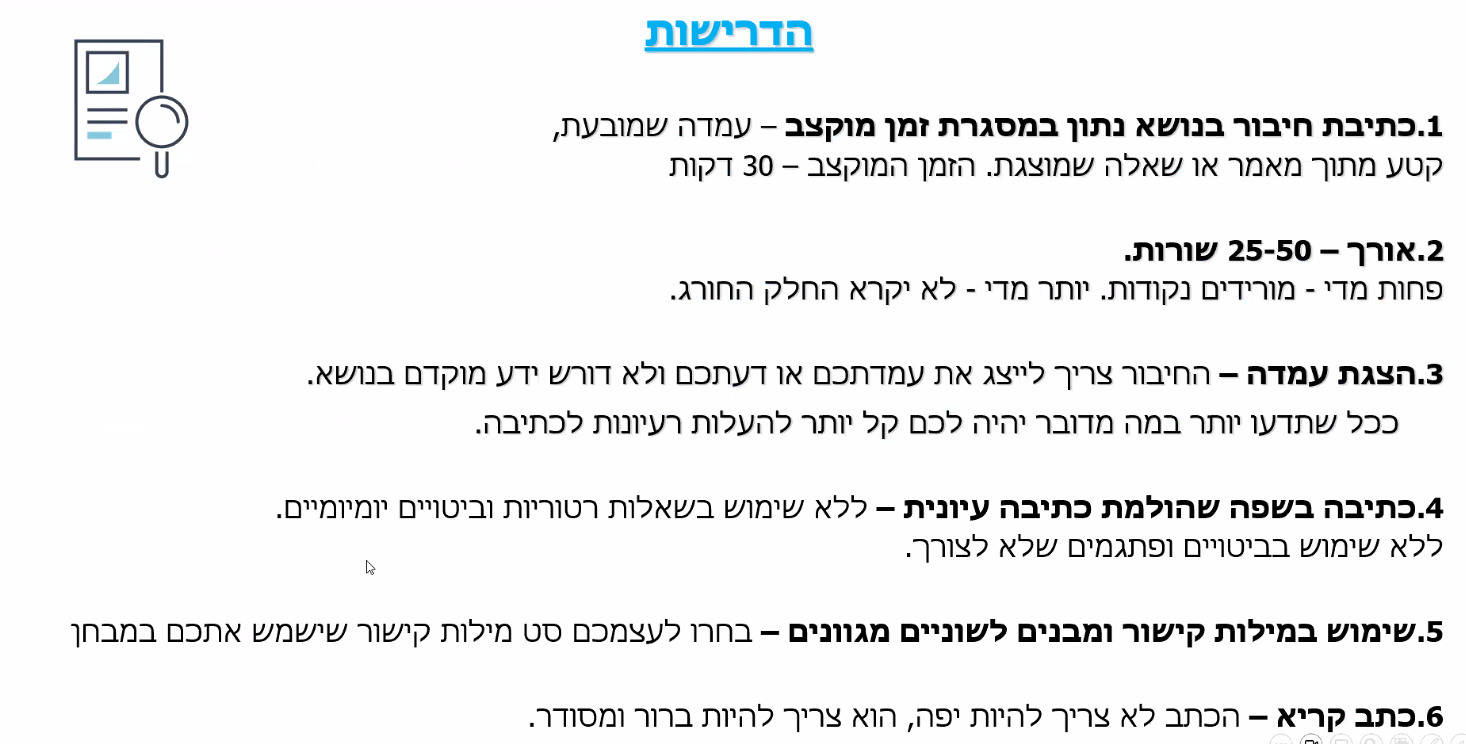 הדרישות
1.כתיבת חיבור בנושא נתון במסגרת זמן מוקצב – עמדה שמובעת,
קטע מתוך מאמר או שאלה שמוצגת. הזמן המוקצב – 30 דקות
2.אורך – 25-50 שורות.
פחות מדי - מורידים נקודות. יותר מדי - לא יקרא החלק החורג.
3.הצגת עמדה – החיבור צריך לייצג את עמדתכם או דעתכם ולא דורש ידע מוקדם בנושא.
ככל שתדעו יותר במה מדובר יהיה לכם קל יותר להעלות רעיונות לכתיבה.
4.כתיבה בשפה שהולמת כתיבה עיונית – ללא שימוש בשאלות רטוריות וביטויים יומיומיים.
ללא שימוש בביטויים ופתגמים שלא לצורך.
5.שימוש במילות קישור ומבנים לשוניים מגוונים – בחרו לעצמכם סט מילות קישור שישמש אתכם במבחן
6.כתב קריא – הכתב לא צריך להיות יפה, הוא צריך להיות ברור ומסודר.